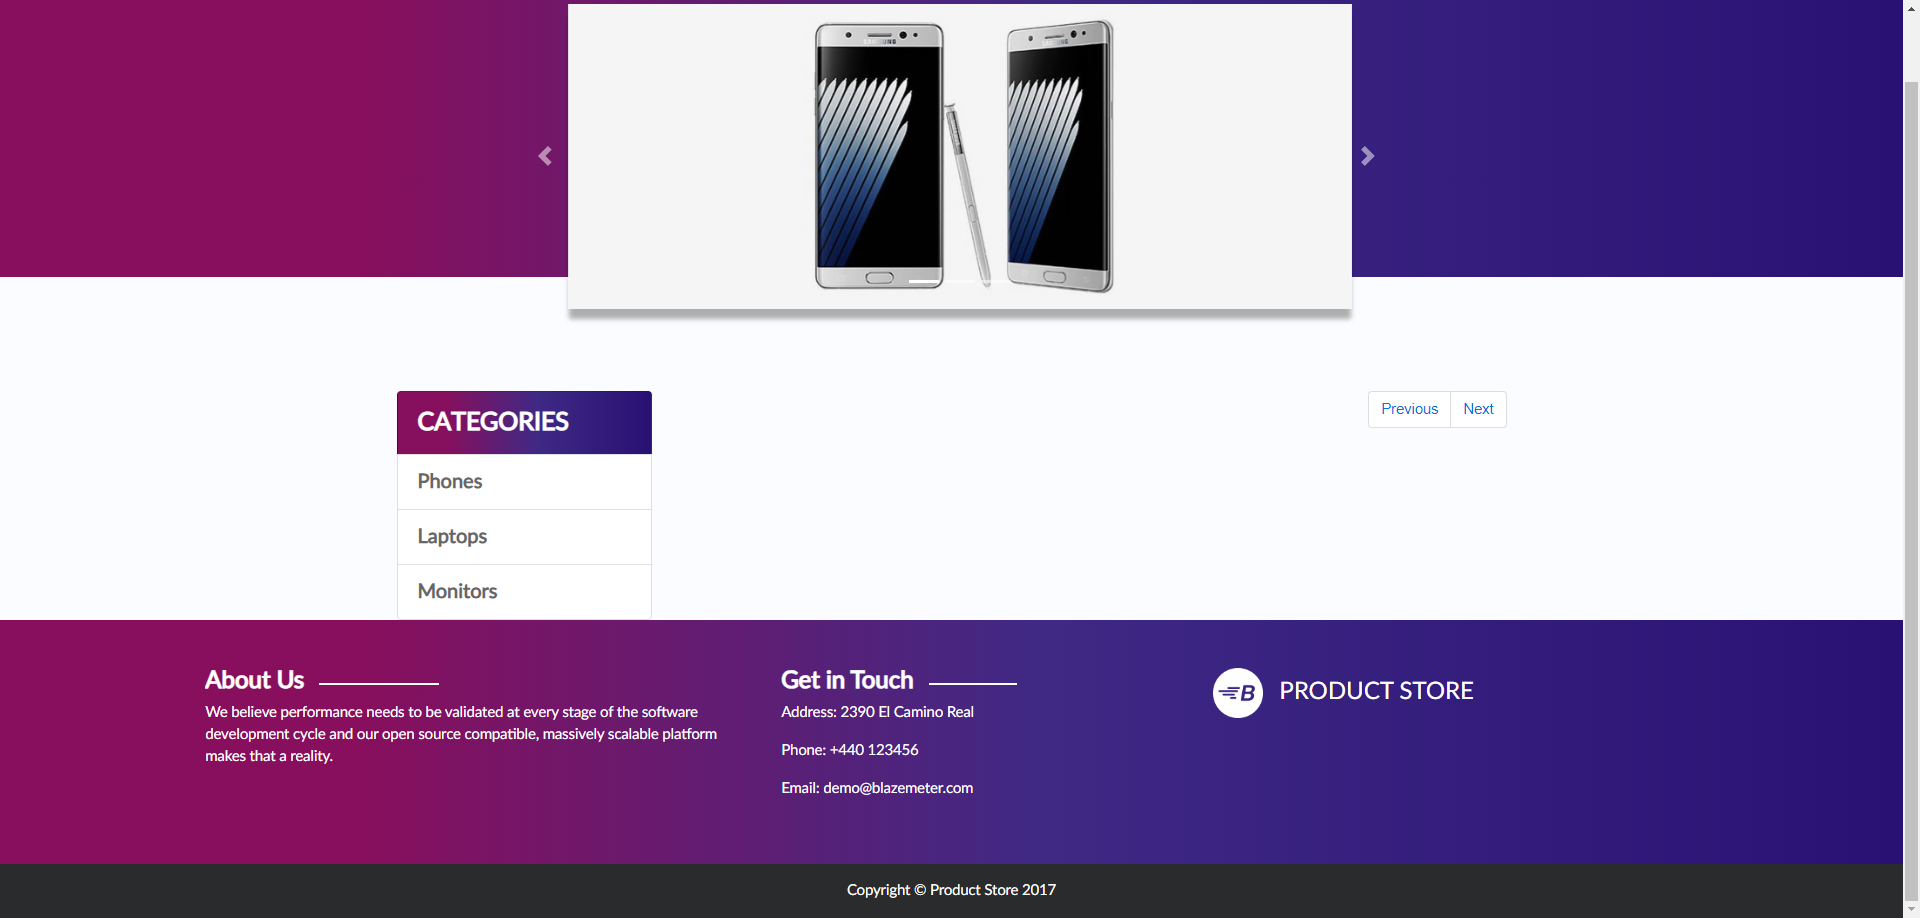 SAMSUNG
SAMSUNG
CATEGORIES
Previous
Next
Phones
Laptops
Monitors
About Us
We believe performance needs to be validated at every stage of the software
development cycle and our open source compatible, massively scalable platform
makes that a reality.
Get in Touch
Address: 2390 El Camino Real
Phone: +440 123456
Email: demo@blazemeter.com
B
PRODUCT STORE
Copyright © Product Store 2017